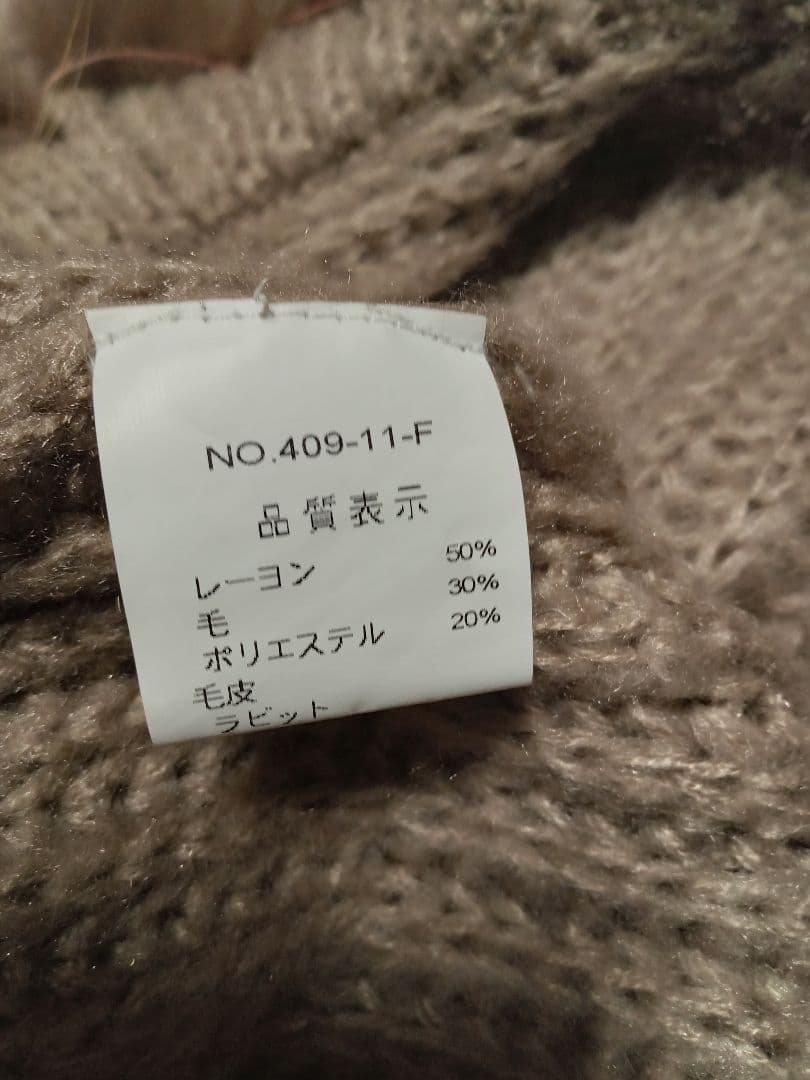 NO.409-11-F
品質表示
レーヨン 50%
毛 30%
ポリエステル 20%
毛皮
ラビット